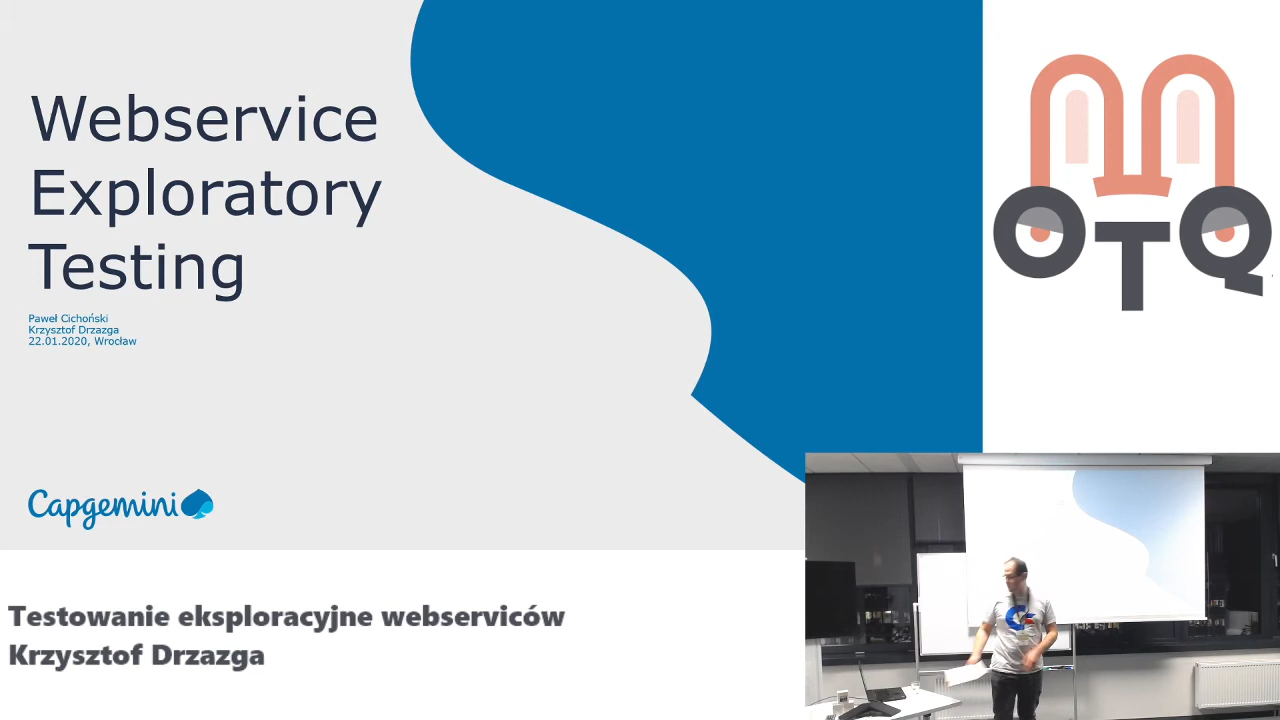 Webservice
Exploratory
Testing
Paweł Cichoński
Krzysztof Drzazga
22.01.2020, Wrocław
Capgemini
OTQ
Testowanie eksploracyjne webserviców
Krzysztof Drzazga